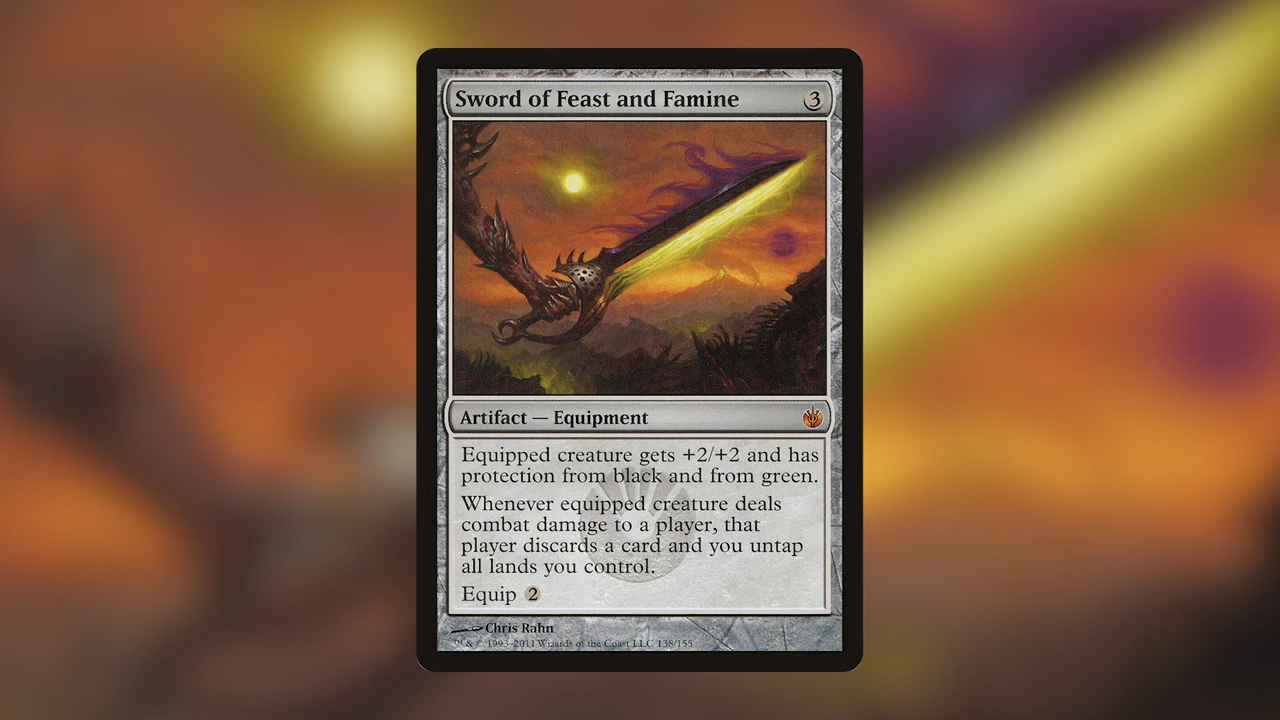 Sword of Feast and Famine 3
Artifact — Equipment
Equipped creature gets +2/+2 and has
protection from black and from green.
Whenever equipped creature deals
combat damage to a player, that
player discards a card and you untap
all lands you control.
Equip 2
Chris Rahn
™ & © 1993–2011 Wizards of the Coast LLC 138/155